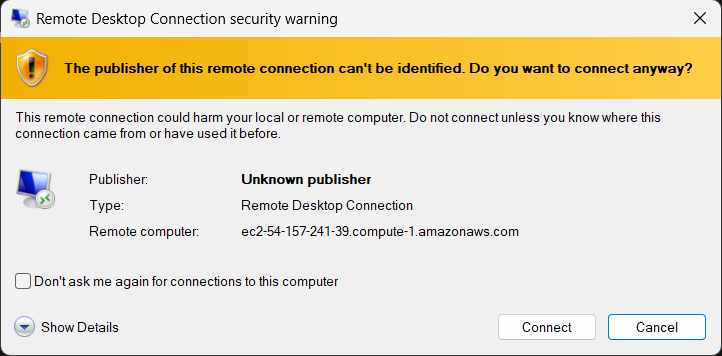 Remote Desktop Connection security warning
The publisher of this remote connection can't be identified. Do you want to connect anyway?
This remote connection could harm your local or remote computer. Do not connect unless you know where this
connection came from or have used it before.
Publisher: Unknown publisher
Type: Remote Desktop Connection
Remote computer: ec2-54-157-241-39.compute-1.amazonaws.com
Don't ask me again for connections to this computer
Show Details Connect Cancel